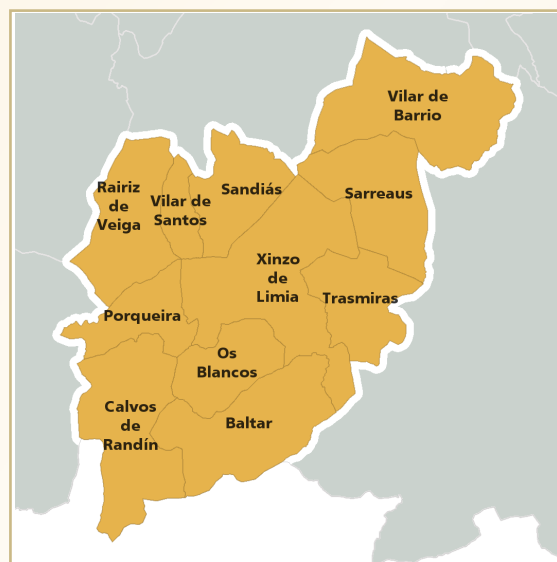 Vilar de
Barrio
Rairiz
de
Veiga
Vilar de
Santos
Sandiás
Sarreaus
Xinzo
de
Limia
Trasmiras
Porqueira
Os
Blancos
Calvos
de
Randín
Baltar